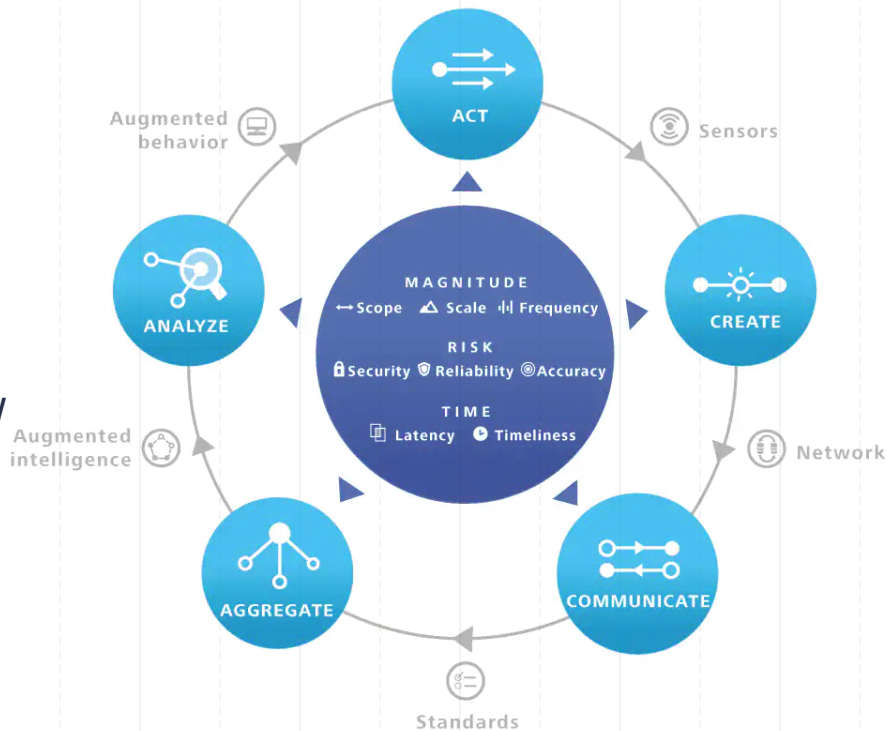 ACT
Augmented
behavior
Sensors
ANALYZE
CREATE
MAGNITUDE
Scope Scale Frequency
RISK
Security Reliability Accuracy
TIME
Latency Timeliness
Augmented
intelligence
Network
AGGREGATE
COMMUNICATE
Standards